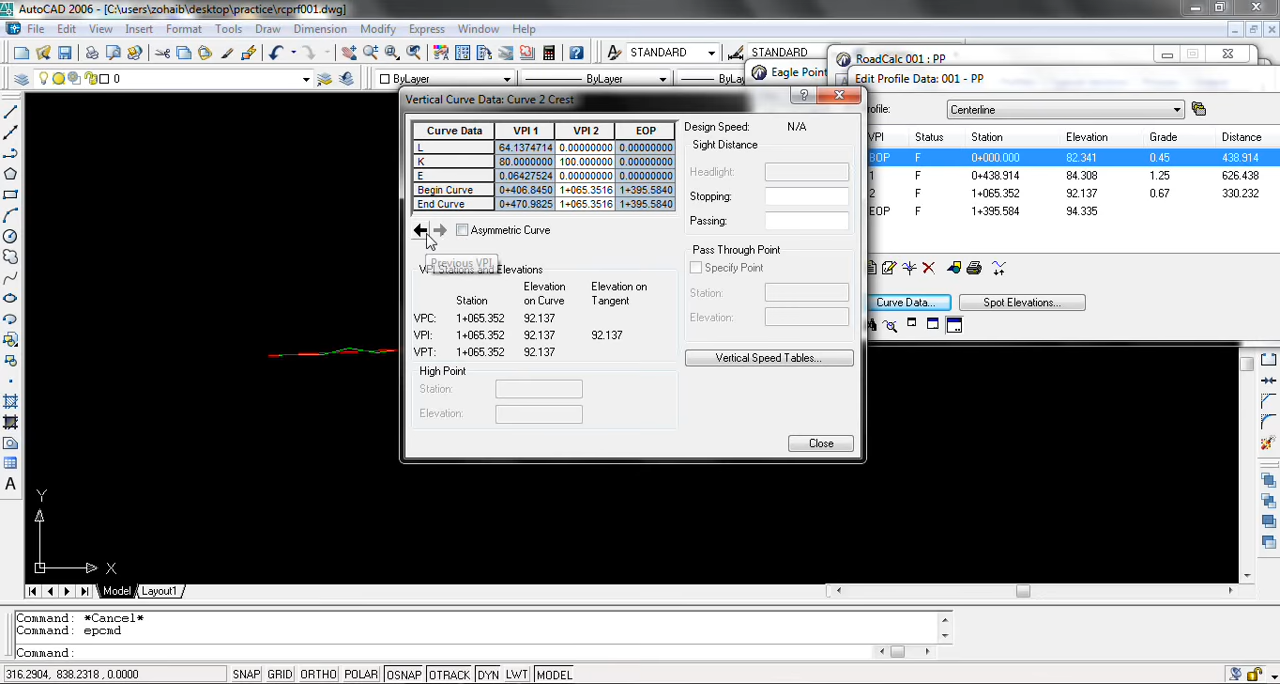 AutoCAD 2006 - [C:\users\zohaib\desktop\practice\rcprf001.dwg]
File Edit View Insert Format Tools Draw Dimension Modify Express Window Help
STANDARD STANDARD
0 ByLayer ByLayer
Eagle Point
RoadCalc 001 : PP
Edit Profile Data: 001 - PP
Centerline
Status Station Elevation Grade Distance
BOP F 0+000.000 82.341 0.45 438.914
1 F 0+438.914 84.308 1.25 626.438
2 F 1+065.352 92.137 0.67 330.232
EOP F 1+395.584 94.335
Curve Data... Spot Elevations...
Vertical Curve Data: Curve 2 Crest
Curve Data VPI 1 VPI 2 EOP
L 64.1374714 0.00000000 0.00000000
K 80.0000000 100.000000 0.00000000
E 0.06427524 0.00000000 0.00000000
Begin Curve 0+406.8450 1+065.3516 1+395.5840
End Curve 0+470.9825 1+065.3516 1+395.5840
Asymmetric Curve
Previous VPI
VPI Stations and Elevations
Elevation Elevation on
Station on Curve Tangent
VPC: 1+065.352 92.137
VPI: 1+065.352 92.137 92.137
VPT: 1+065.352 92.137
High Point
Station:
Elevation:
Design Speed: N/A
Sight Distance
Headlight:
Stopping:
Passing:
Pass Through Point
Specify Point
Station:
Elevation:
Vertical Speed Tables...
Close
Y
X
Model Layout1
Command: *Cancel*
Command: epcmd
Command:
316.2904, 838.2318 , 0.0000 SNAP GRID ORTHO POLAR OSNAP OTRACK DYN LWT MODEL